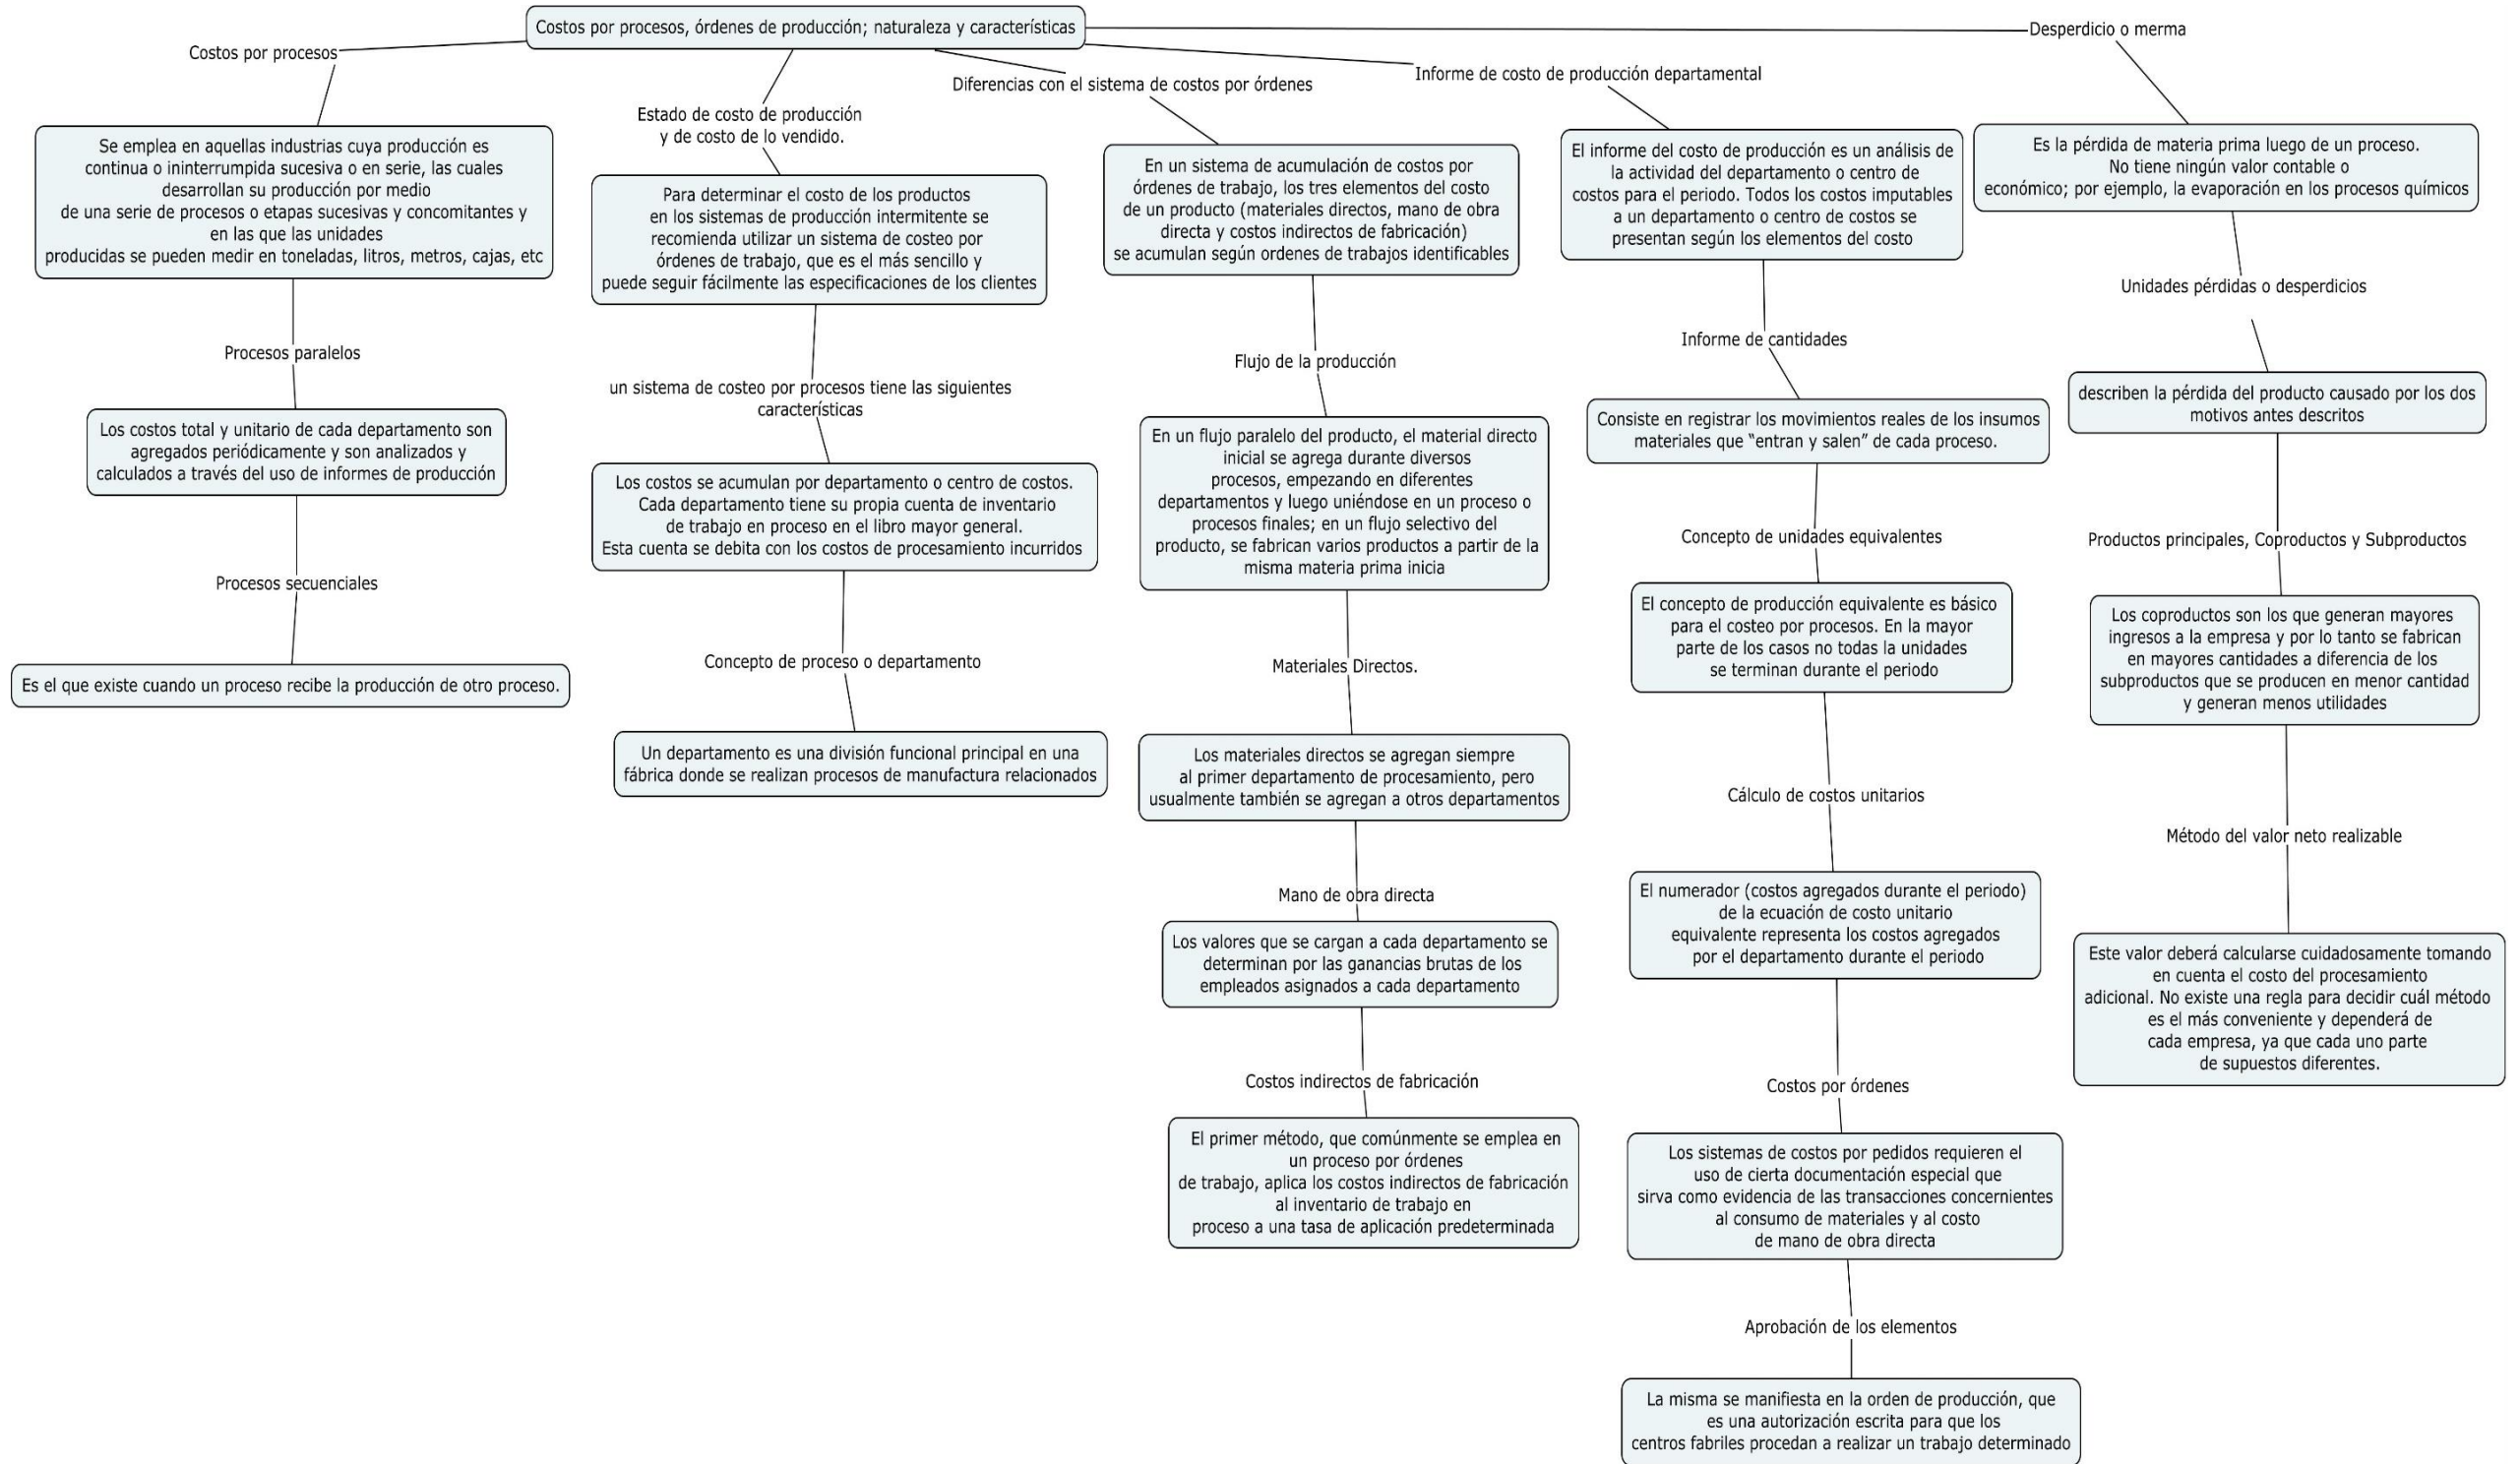 Costos por procesos, órdenes de producción; naturaleza y características
Costos por procesos
Se emplea en aquellas industrias cuya producción es
continua o ininterrumpida sucesiva o en serie, las cuales
desarrollan su producción por medio
de una serie de procesos o etapas sucesivas y concomitantes y
en las que las unidades
producidas se pueden medir en toneladas, litros, metros, cajas, etc
Procesos paralelos
Los costos total y unitario de cada departamento son
agregados periódicamente y son analizados y
calculados a través del uso de informes de producción
Procesos secuenciales
Es el que existe cuando un proceso recibe la producción de otro proceso.
Estado de costo de producción
y de costo de lo vendido.
Para determinar el costo de los productos
en los sistemas de producción intermitente se
recomienda utilizar un sistema de costeo por
órdenes de trabajo, que es el más sencillo y
puede seguir fácilmente las especificaciones de los clientes
un sistema de costeo por procesos tiene las siguientes
características
Los costos se acumulan por departamento o centro de costos.
Cada departamento tiene su propia cuenta de inventario
de trabajo en proceso en el libro mayor general.
Esta cuenta se debita con los costos de procesamiento incurridos
Concepto de proceso o departamento
Un departamento es una división funcional principal en una
fábrica donde se realizan procesos de manufactura relacionados
Diferencias con el sistema de costos por órdenes
En un sistema de acumulación de costos por
órdenes de trabajo, los tres elementos del costo
de un producto (materiales directos, mano de obra
directa y costos indirectos de fabricación)
se acumulan según ordenes de trabajos identificables
Flujo de la producción
En un flujo paralelo del producto, el material directo
inicial se agrega durante diversos
procesos, empezando en diferentes
departamentos y luego uniéndose en un proceso o
procesos finales; en un flujo selectivo del
producto, se fabrican varios productos a partir de la
misma materia prima inicia
Materiales Directos.
Los materiales directos se agregan siempre
al primer departamento de procesamiento, pero
usualmente también se agregan a otros departamentos
Mano de obra directa
Los valores que se cargan a cada departamento se
determinan por las ganancias brutas de los
empleados asignados a cada departamento
Costos indirectos de fabricación
El primer método, que comúnmente se emplea en
un proceso por órdenes
de trabajo, aplica los costos indirectos de fabricación
al inventario de trabajo en
proceso a una tasa de aplicación predeterminada
Informe de costo de producción departamental
El informe del costo de producción es un análisis de
la actividad del departamento o centro de
costos para el periodo. Todos los costos imputables
a un departamento o centro de costos se
presentan según los elementos del costo
Informe de cantidades
Consiste en registrar los movimientos reales de los insumos
materiales que “entran y salen” de cada proceso.
Concepto de unidades equivalentes
El concepto de producción equivalente es básico
para el costeo por procesos. En la mayor
parte de los casos no todas la unidades
se terminan durante el periodo
Cálculo de costos unitarios
El numerador (costos agregados durante el periodo)
de la ecuación de costo unitario
equivalente representa los costos agregados
por el departamento durante el periodo
Costos por órdenes
Los sistemas de costos por pedidos requieren el
uso de cierta documentación especial que
sirva como evidencia de las transacciones concernientes
al consumo de materiales y al costo
de mano de obra directa
Aprobación de los elementos
La misma se manifiesta en la orden de producción, que
es una autorización escrita para que los
centros fabriles procedan a realizar un trabajo determinado
Desperdicio o merma
Es la pérdida de materia prima luego de un proceso.
No tiene ningún valor contable o
económico; por ejemplo, la evaporación en los procesos químicos
Unidades pérdidas o desperdicios
describen la pérdida del producto causado por los dos
motivos antes descritos
Productos principales, Coproductos y Subproductos
Los coproductos son los que generan mayores
ingresos a la empresa y por lo tanto se fabrican
en mayores cantidades a diferencia de los
subproductos que se producen en menor cantidad
y generan menos utilidades
Método del valor neto realizable
Este valor deberá calcularse cuidadosamente tomando
en cuenta el costo del procesamiento
adicional. No existe una regla para decidir cuál método
es el más conveniente y dependerá de
cada empresa, ya que cada uno parte
de supuestos diferentes.